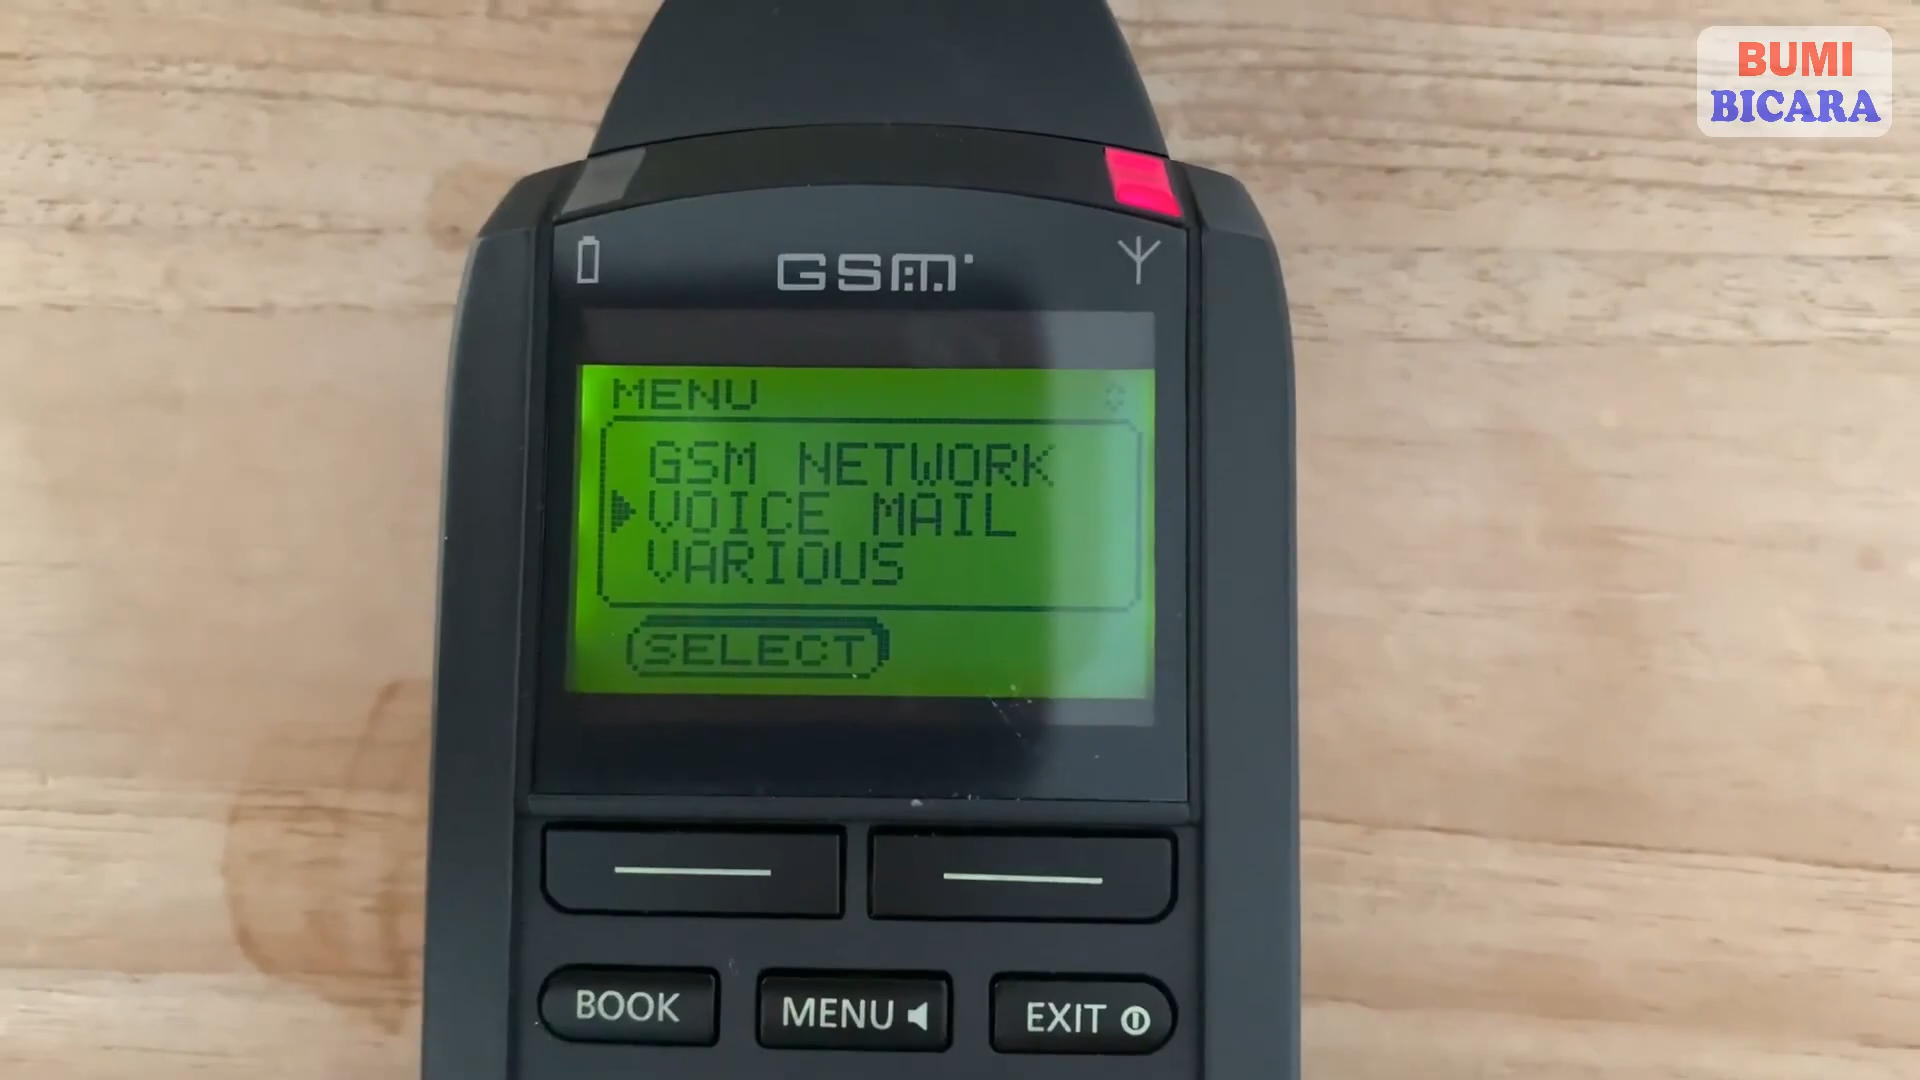 BUMI
BICARA
GSM
MENU
GSM NETWORK
VOICE MAIL
VARIOUS
SELECT
BOOK
MENU
EXIT